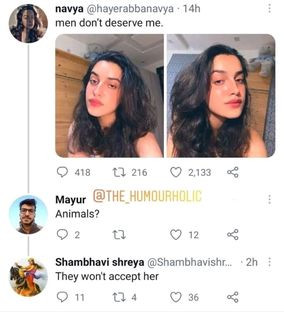 navya @hayerabbanavya · 14h
men don't deserve me.
418 216 2,133
@THE_HUMOURHOLIC
Mayur
Animals?
2 12
Shambhavi shreya @Shambhavishr... · 2h
They won't accept her
11 4 36